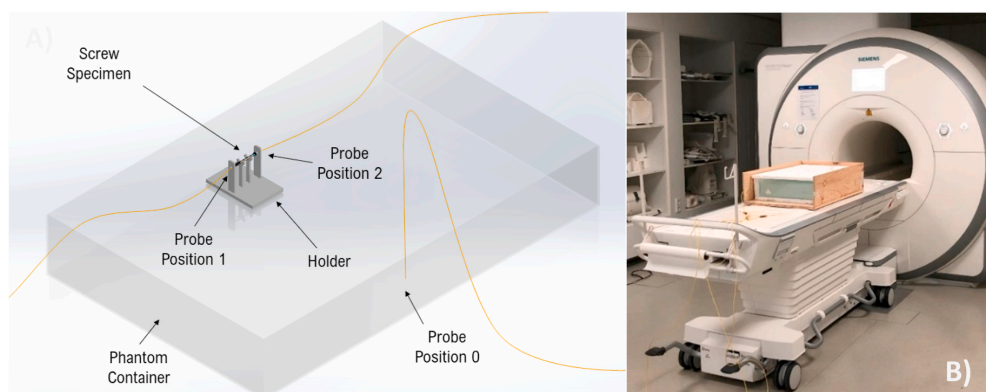 A)
Screw
Specimen
Probe
Position 2
Probe
Position 1
Holder
Probe
Position 0
Phantom
Container
SIEMENS
B)